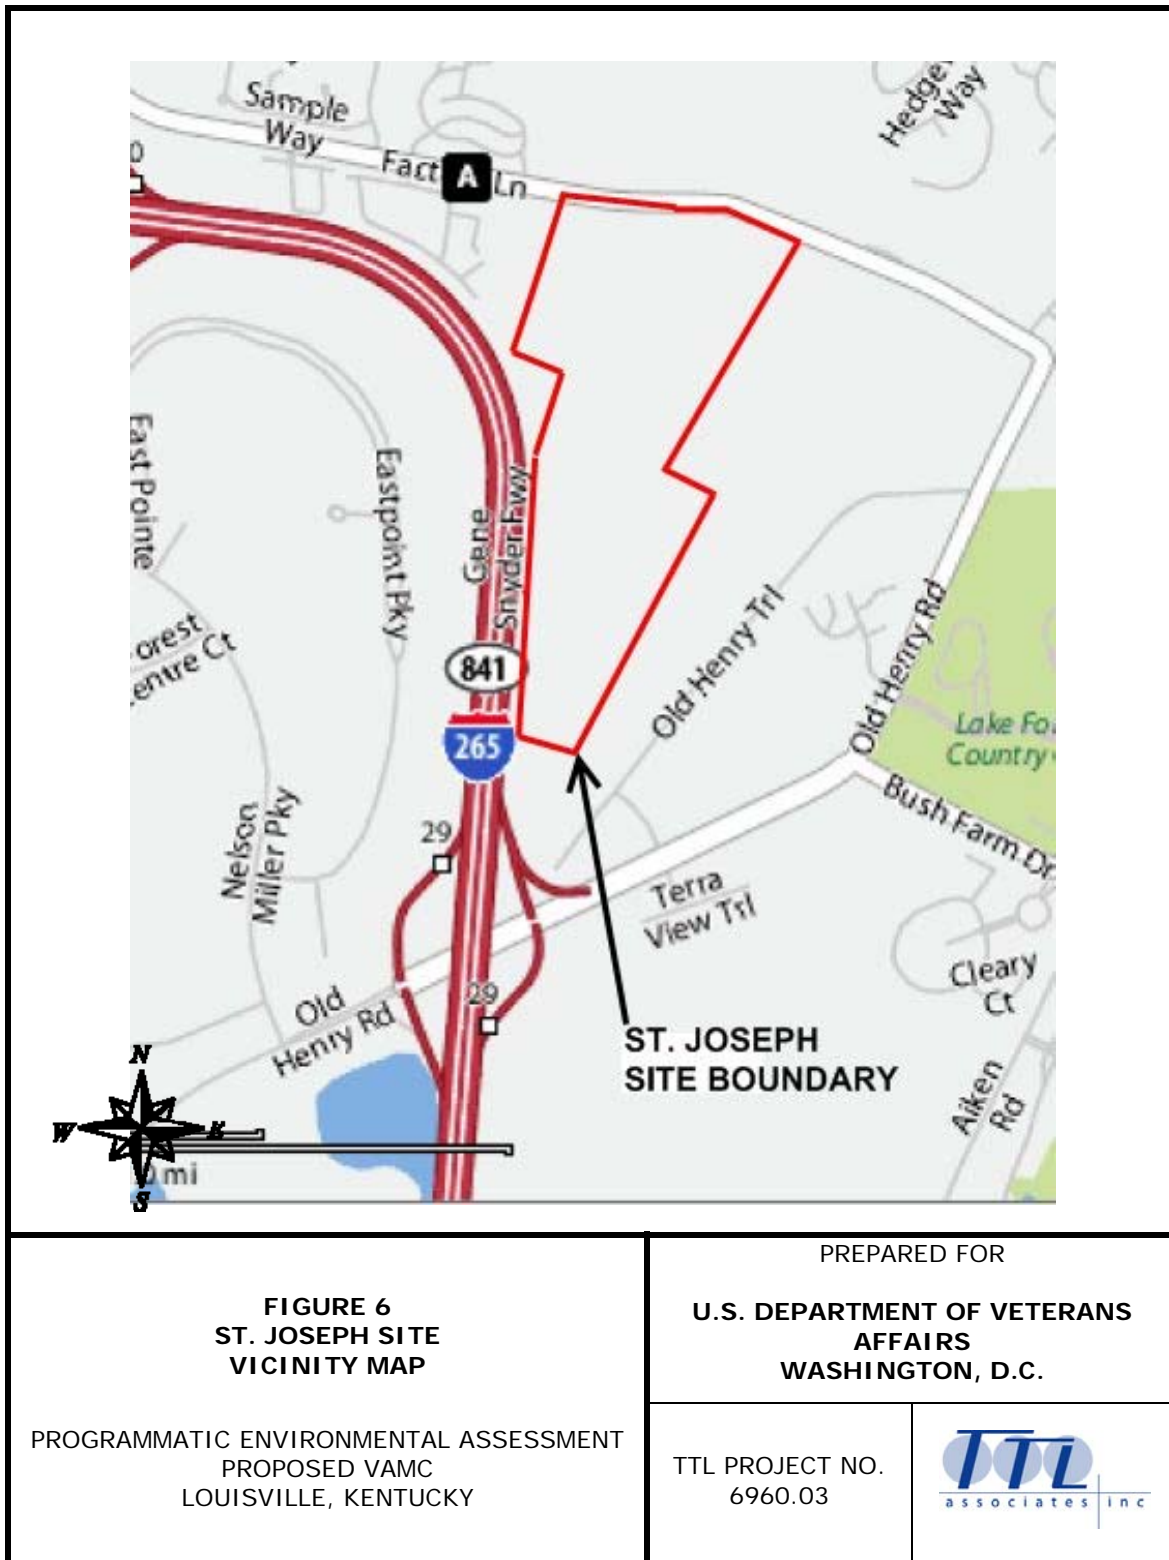 Sample
Way
Hedge
Way
Fact
A
Ln
East Pointe
Eastpoint Pky
Gene
Snyder Fwy
orest
entre Ct
841
265
Old Henry Trl
Old Henry Rd
Lake Fo
Country
Bush Farm Dr
Nelson
Miller Pky
29
Terra
View Trl
Cleary
Ct
29
Old
Henry Rd
ST. JOSEPH
SITE BOUNDARY
Aiken
Rd
N
W
E
S
0 mi
FIGURE 6
ST. JOSEPH SITE
VICINITY MAP
PROGRAMMATIC ENVIRONMENTAL ASSESSMENT
PROPOSED VAMC
LOUISVILLE, KENTUCKY
PREPARED FOR
U.S. DEPARTMENT OF VETERANS
AFFAIRS
WASHINGTON, D.C.
TTL PROJECT NO.
6960.03
TTL
associates inc